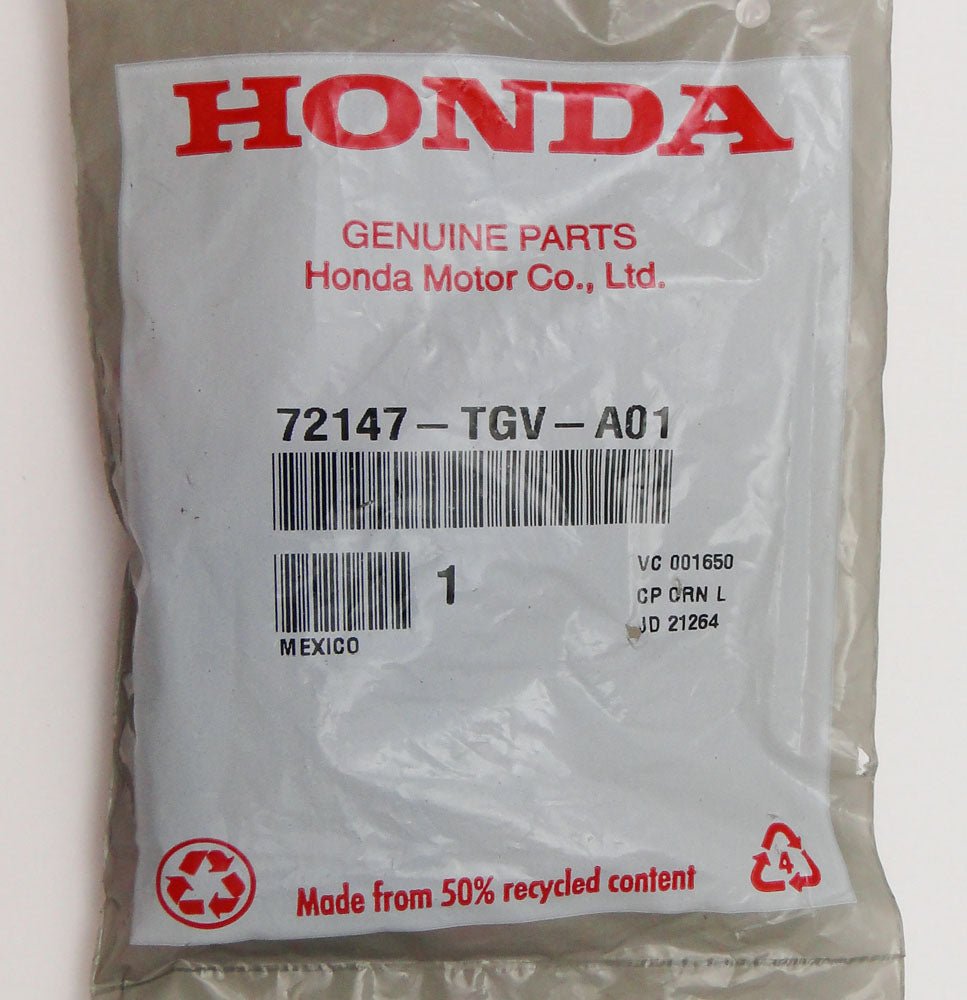 HONDA
GENUINE PARTS
Honda Motor Co., Ltd.
72147-TGV-A01
1
VC 001650
CP CRN L
JD 21264
MEXICO
Made from 50% recycled content
4